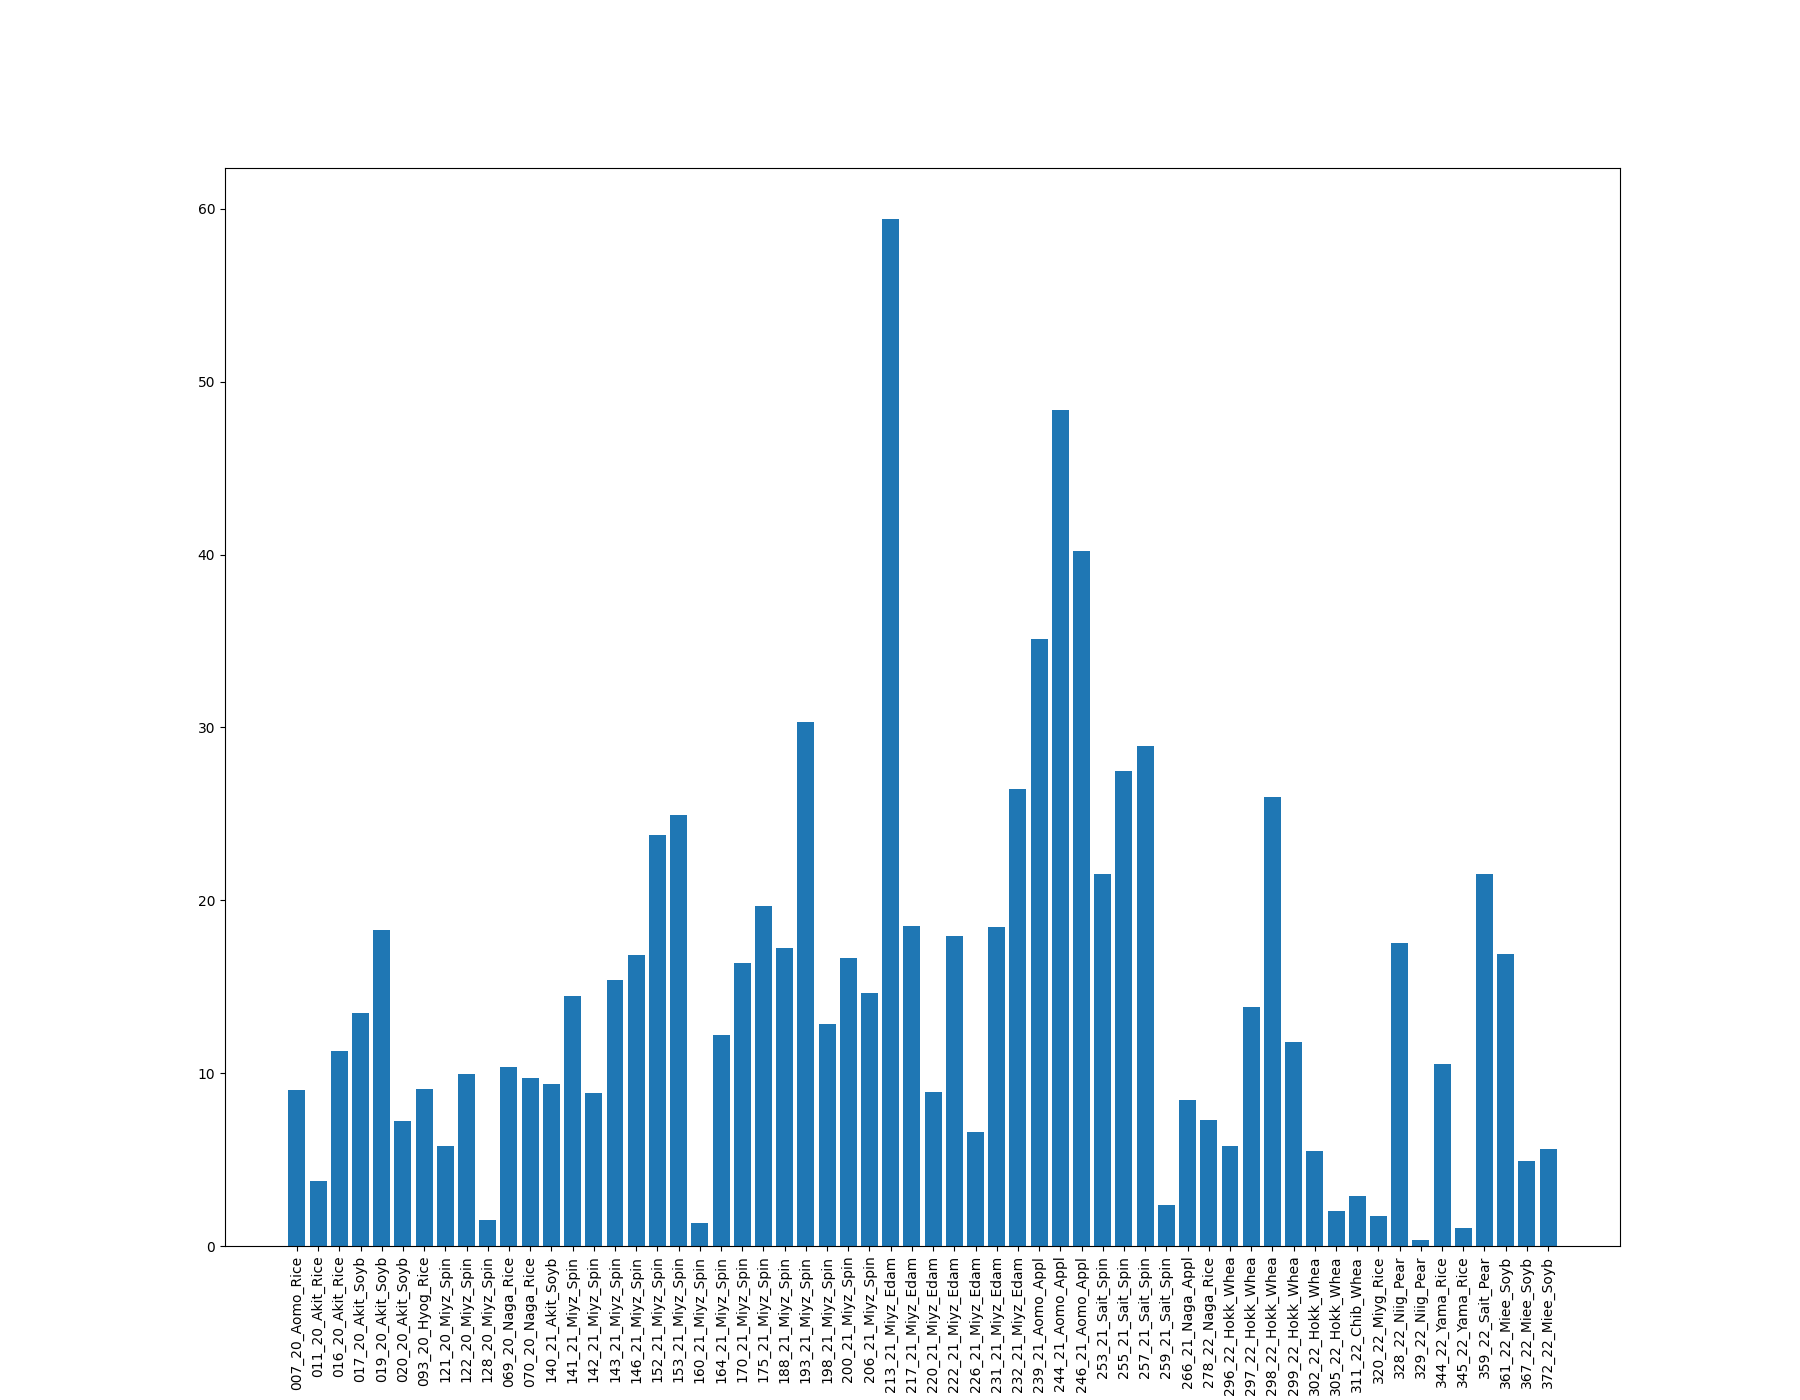 60
50
40
30
20
10
0
007_20_Aomo_Rice
011_20_Akit_Rice
016_20_Akit_Rice
017_20_Akit_Soyb
019_20_Akit_Soyb
020_20_Akit_Soyb
093_20_Hyog_Rice
121_20_Miyz_Spin
122_20_Miyz_Spin
128_20_Miyz_Spin
069_20_Naga_Rice
070_20_Naga_Rice
140_21_Akit_Soyb
141_21_Miyz_Spin
142_21_Miyz_Spin
143_21_Miyz_Spin
146_21_Miyz_Spin
152_21_Miyz_Spin
153_21_Miyz_Spin
160_21_Miyz_Spin
164_21_Miyz_Spin
170_21_Miyz_Spin
175_21_Miyz_Spin
188_21_Miyz_Spin
193_21_Miyz_Spin
198_21_Miyz_Spin
200_21_Miyz_Spin
206_21_Miyz_Spin
213_21_Miyz_Edam
217_21_Miyz_Edam
220_21_Miyz_Edam
222_21_Miyz_Edam
226_21_Miyz_Edam
231_21_Miyz_Edam
232_21_Miyz_Edam
239_21_Aomo_Appl
244_21_Aomo_Appl
246_21_Aomo_Appl
253_21_Sait_Spin
255_21_Sait_Spin
257_21_Sait_Spin
259_21_Sait_Spin
266_21_Naga_Appl
278_22_Naga_Rice
296_22_Hokk_Whea
297_22_Hokk_Whea
298_22_Hokk_Whea
299_22_Hokk_Whea
302_22_Hokk_Whea
305_22_Hokk_Whea
311_22_Chib_Whea
320_22_Miyg_Rice
328_22_Niig_Pear
329_22_Niig_Pear
344_22_Yama_Rice
345_22_Yama_Rice
359_22_Sait_Pear
361_22_Miee_Soyb
367_22_Miee_Soyb
372_22_Miee_Soyb